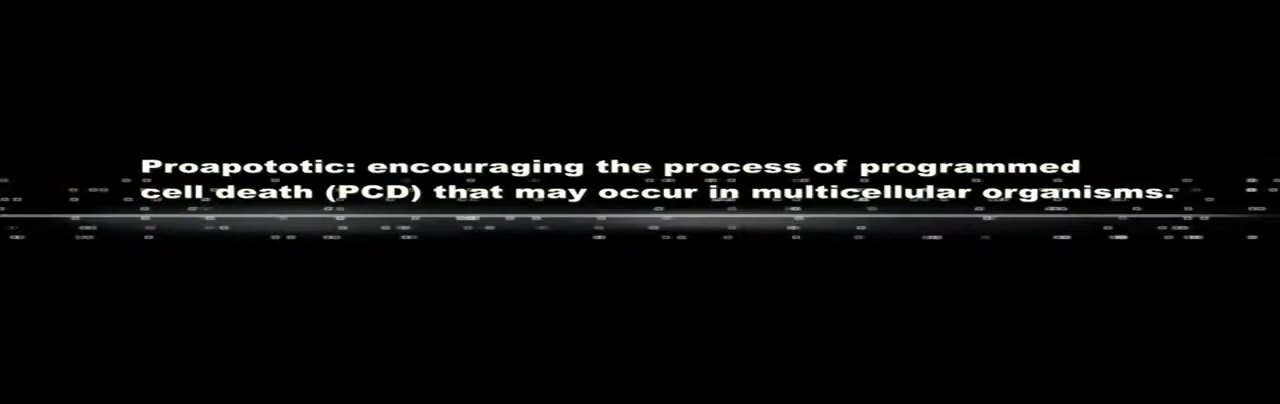 Proapototic: encouraging the process of programmed
cell death (PCD) that may occur in multicellular organisms.